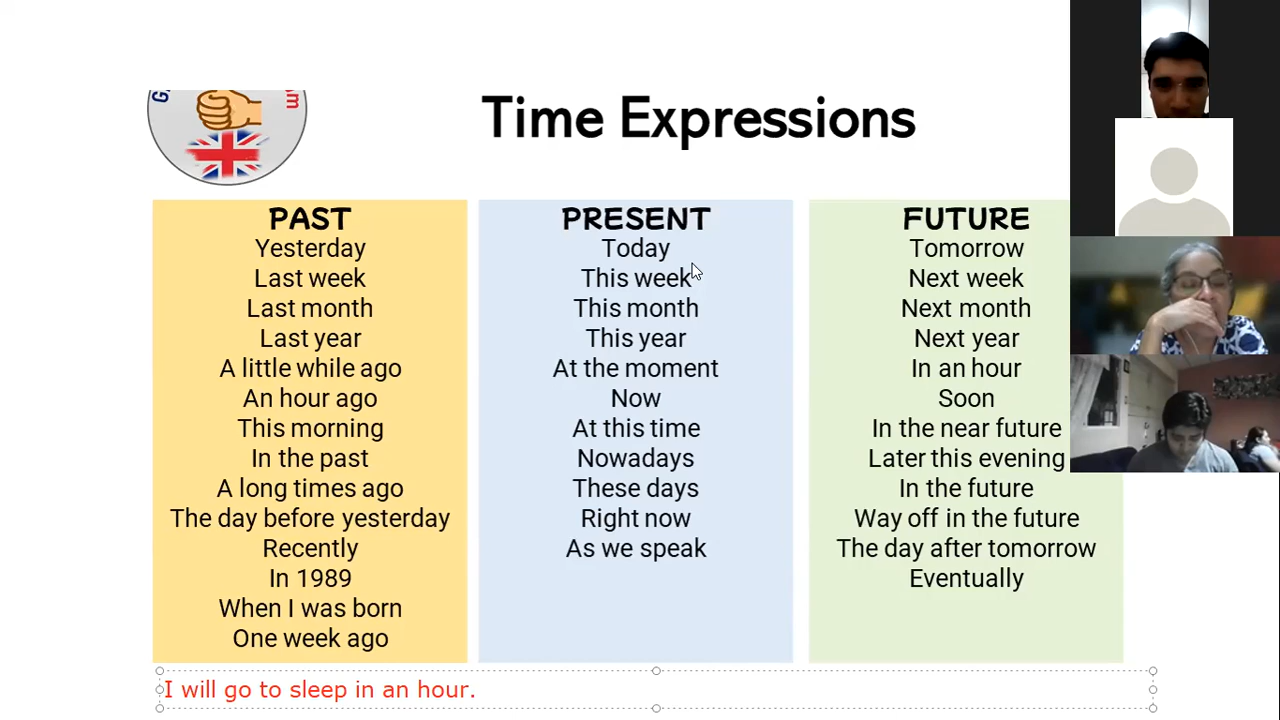 Time Expressions
PAST
Yesterday
Last week
Last month
Last year
A little while ago
An hour ago
This morning
In the past
A long times ago
The day before yesterday
Recently
In 1989
When I was born
One week ago
PRESENT
Today
This week
This month
This year
At the moment
Now
At this time
Nowadays
These days
Right now
As we speak
FUTURE
Tomorrow
Next week
Next month
Next year
In an hour
Soon
In the near future
Later this evening
In the future
Way off in the future
The day after tomorrow
Eventually
I will go to sleep in an hour.